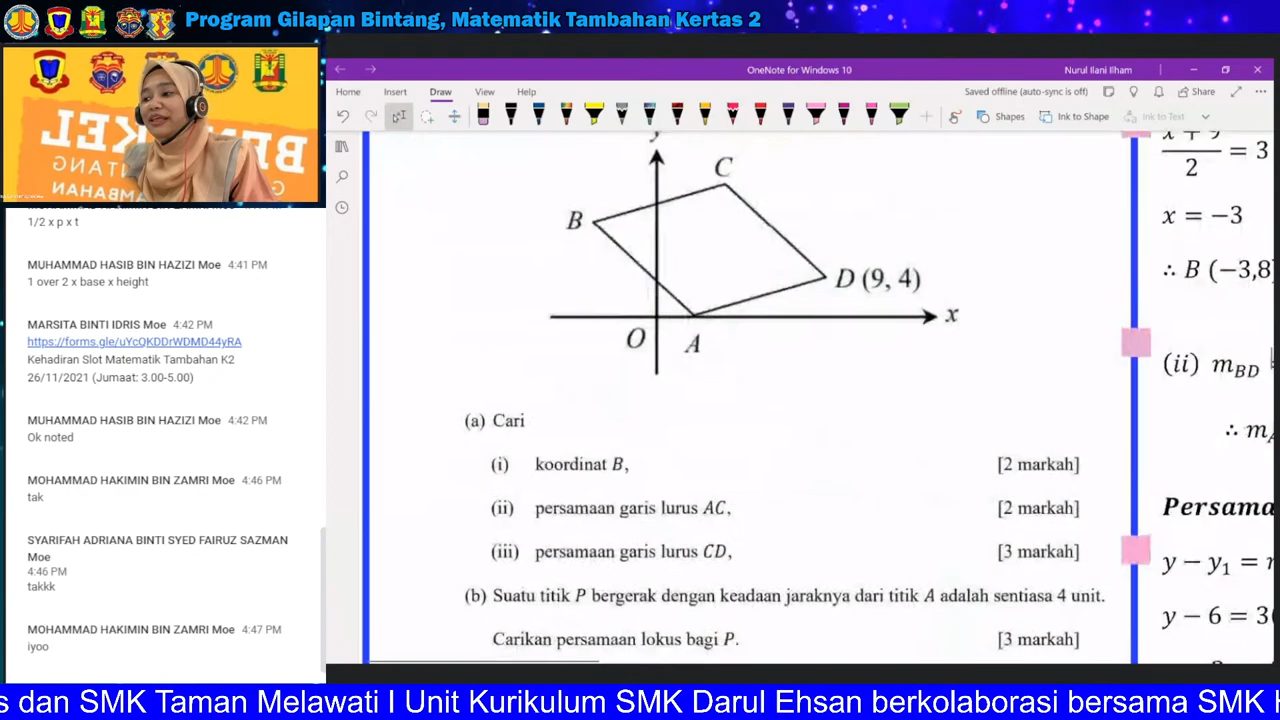 Program Gilapan Bintang, Matematik Tambahan Kertas 2
OneNote for Windows 10
Nurul Ilani Ilham
Home Insert Draw View Help
Saved offline (auto-sync is off)
Share
Shapes
Ink to Shape
Ink to Text
1/2 x p x t
MUHAMMAD HASIB BIN HAZIZI Moe 4:41 PM
1 over 2 x base x height
MARSITA BINTI IDRIS Moe 4:42 PM
https://forms.gle/uYcQKDDrWDMD44yRA
Kehadiran Slot Matematik Tambahan K2
26/11/2021 (Jumaat: 3.00-5.00)
MUHAMMAD HASIB BIN HAZIZI Moe 4:42 PM
Ok noted
MOHAMMAD HAKIMIN BIN ZAMRI Moe 4:46 PM
tak
SYARIFAH ADRIANA BINTI SYED FAIRUZ SAZMAN
Moe
4:46 PM
takkk
MOHAMMAD HAKIMIN BIN ZAMRI Moe 4:47 PM
iyoo
y
C
B
D (9, 4)
x
O
A
(a) Cari
(i) koordinat B, [2 markah]
(ii) persamaan garis lurus AC, [2 markah]
(iii) persamaan garis lurus CD, [3 markah]
(b) Suatu titik P bergerak dengan keadaan jaraknya dari titik A adalah sentiasa 4 unit.
Carikan persamaan lokus bagi P. [3 markah]
x + 9
2
= 3
x = −3
∴ B (−3,8
(ii) m_BD
∴ m
Persama
y − y₁ =
y − 6 = 3(
s dan SMK Taman Melawati I Unit Kurikulum SMK Darul Ehsan berkolaborasi bersama SMK